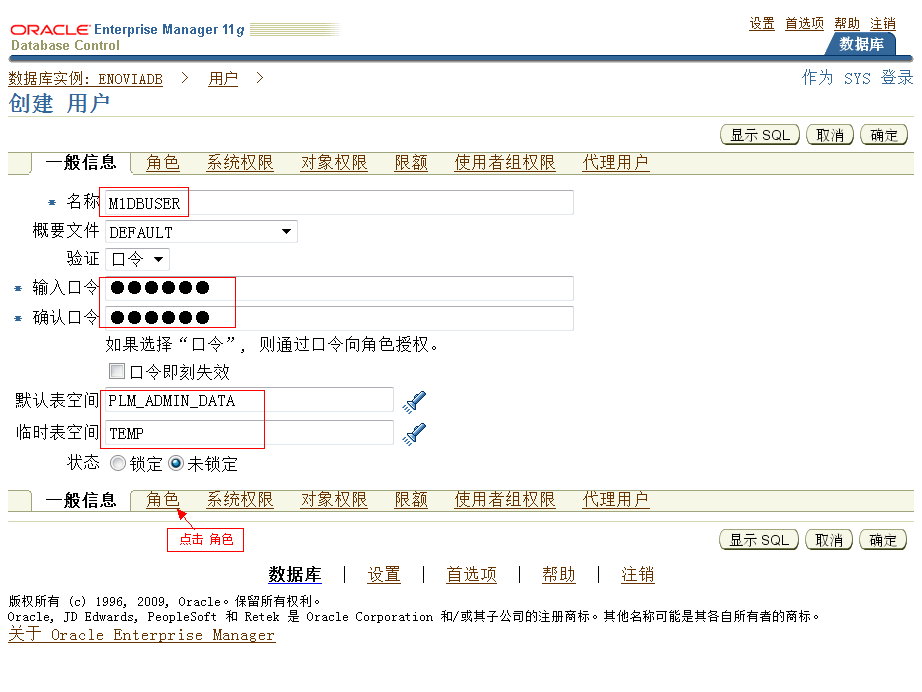 ORACLE Enterprise Manager 11g
Database Control
设置 首选项 帮助 注销
数据库
数据库实例: ENOVIADB > 用户 >
作为 SYS 登录
创建 用户
显示 SQL 取消 确定
一般信息 角色 系统权限 对象权限 限额 使用者组权限 代理用户
* 名称 M1DBUSER
概要文件 DEFAULT
验证 口令
* 输入口令 ●●●●●●
* 确认口令 ●●●●●●
如果选择“口令”, 则通过口令向角色授权。
口令即刻失效
默认表空间 PLM_ADMIN_DATA
临时表空间 TEMP
状态 锁定 未锁定
一般信息 角色 系统权限 对象权限 限额 使用者组权限 代理用户
点击 角色
显示 SQL 取消 确定
数据库 | 设置 | 首选项 | 帮助 | 注销
版权所有 (c) 1996, 2009, Oracle。保留所有权利。
Oracle, JD Edwards, PeopleSoft 和 Retek 是 Oracle Corporation 和/或其子公司的注册商标。其他名称可能是其各自所有者的商标。
关于 Oracle Enterprise Manager